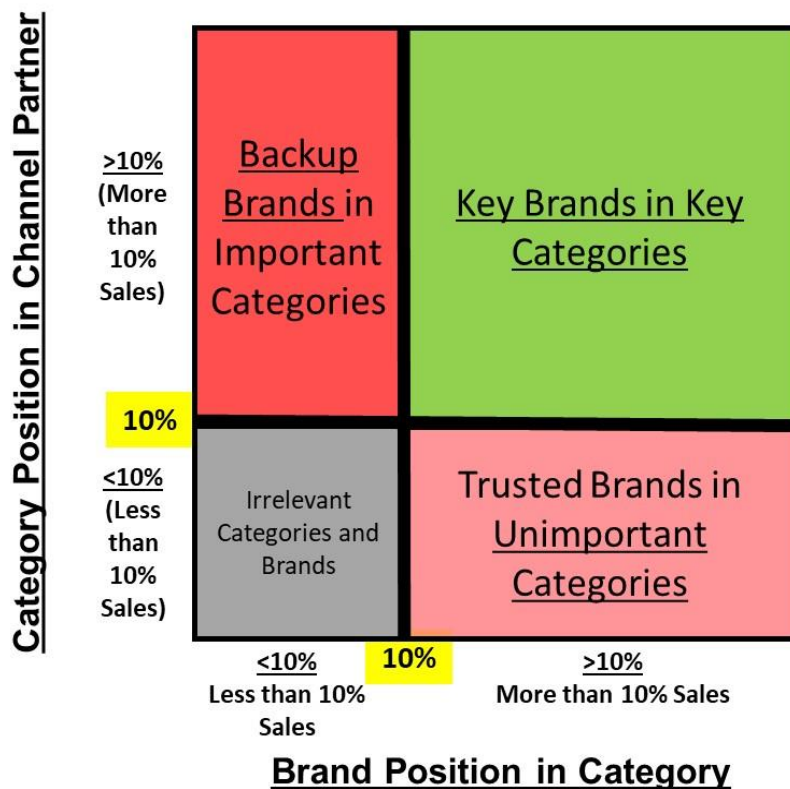 Category Position in Channel Partner
>10%
(More
than
10%
Sales)
10%
<10%
(Less
than
10%
Sales)
Backup
Brands in
Important
Categories
Key Brands in Key
Categories
Irrelevant
Categories and
Brands
Trusted Brands in
Unimportant
Categories
<10%
Less than 10%
Sales
10%
>10%
More than 10% Sales
Brand Position in Category